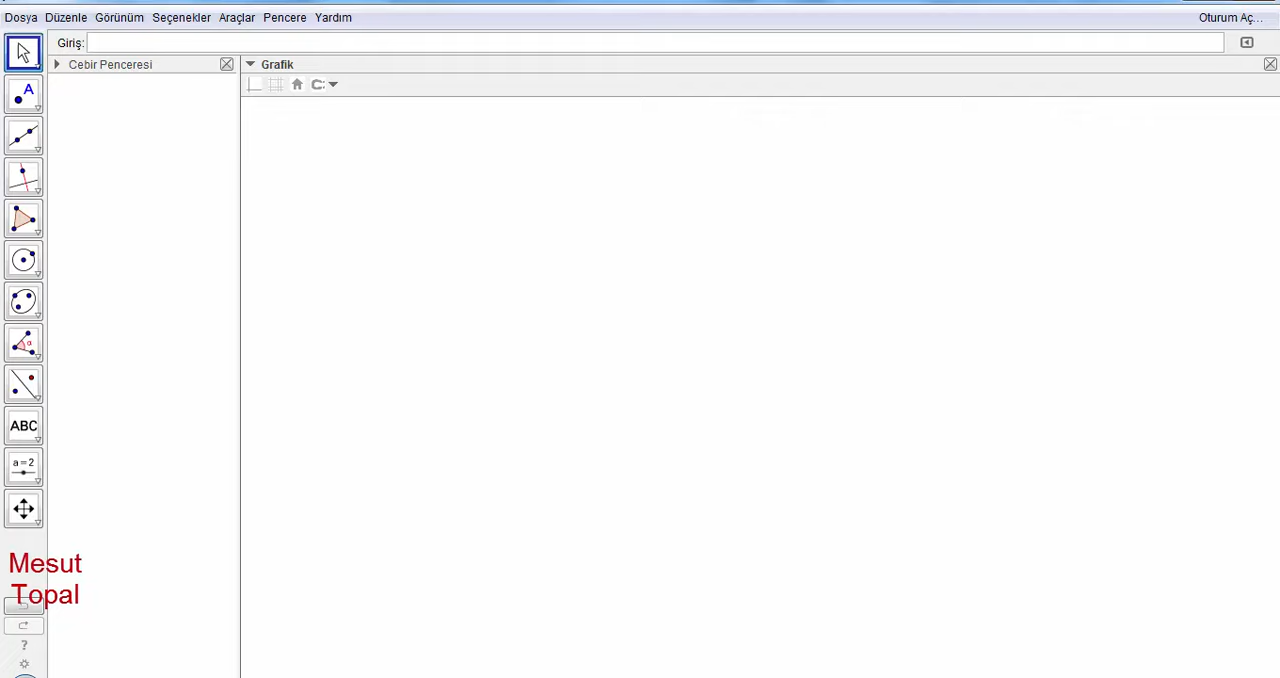 Dosya Düzenle Görünüm Seçenekler Araçlar Pencere Yardım Oturum Aç...
Giriş:
Cebir Penceresi
Grafik
A
α
ABC
a=2
Mesut
Topal
?